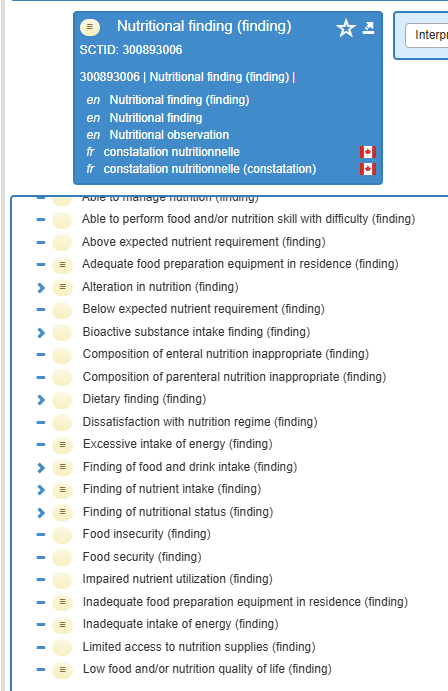 Nutritional finding (finding)
SCTID: 300893006
300893006 | Nutritional finding (finding) |
en Nutritional finding (finding)
en Nutritional finding
en Nutritional observation
fr constatation nutritionnelle
fr constatation nutritionnelle (constatation)
Interp
Able to manage nutrition (finding)
Able to perform food and/or nutrition skill with difficulty (finding)
Above expected nutrient requirement (finding)
Adequate food preparation equipment in residence (finding)
Alteration in nutrition (finding)
Below expected nutrient requirement (finding)
Bioactive substance intake finding (finding)
Composition of enteral nutrition inappropriate (finding)
Composition of parenteral nutrition inappropriate (finding)
Dietary finding (finding)
Dissatisfaction with nutrition regime (finding)
Excessive intake of energy (finding)
Finding of food and drink intake (finding)
Finding of nutrient intake (finding)
Finding of nutritional status (finding)
Food insecurity (finding)
Food security (finding)
Impaired nutrient utilization (finding)
Inadequate food preparation equipment in residence (finding)
Inadequate intake of energy (finding)
Limited access to nutrition supplies (finding)
Low food and/or nutrition quality of life (finding)